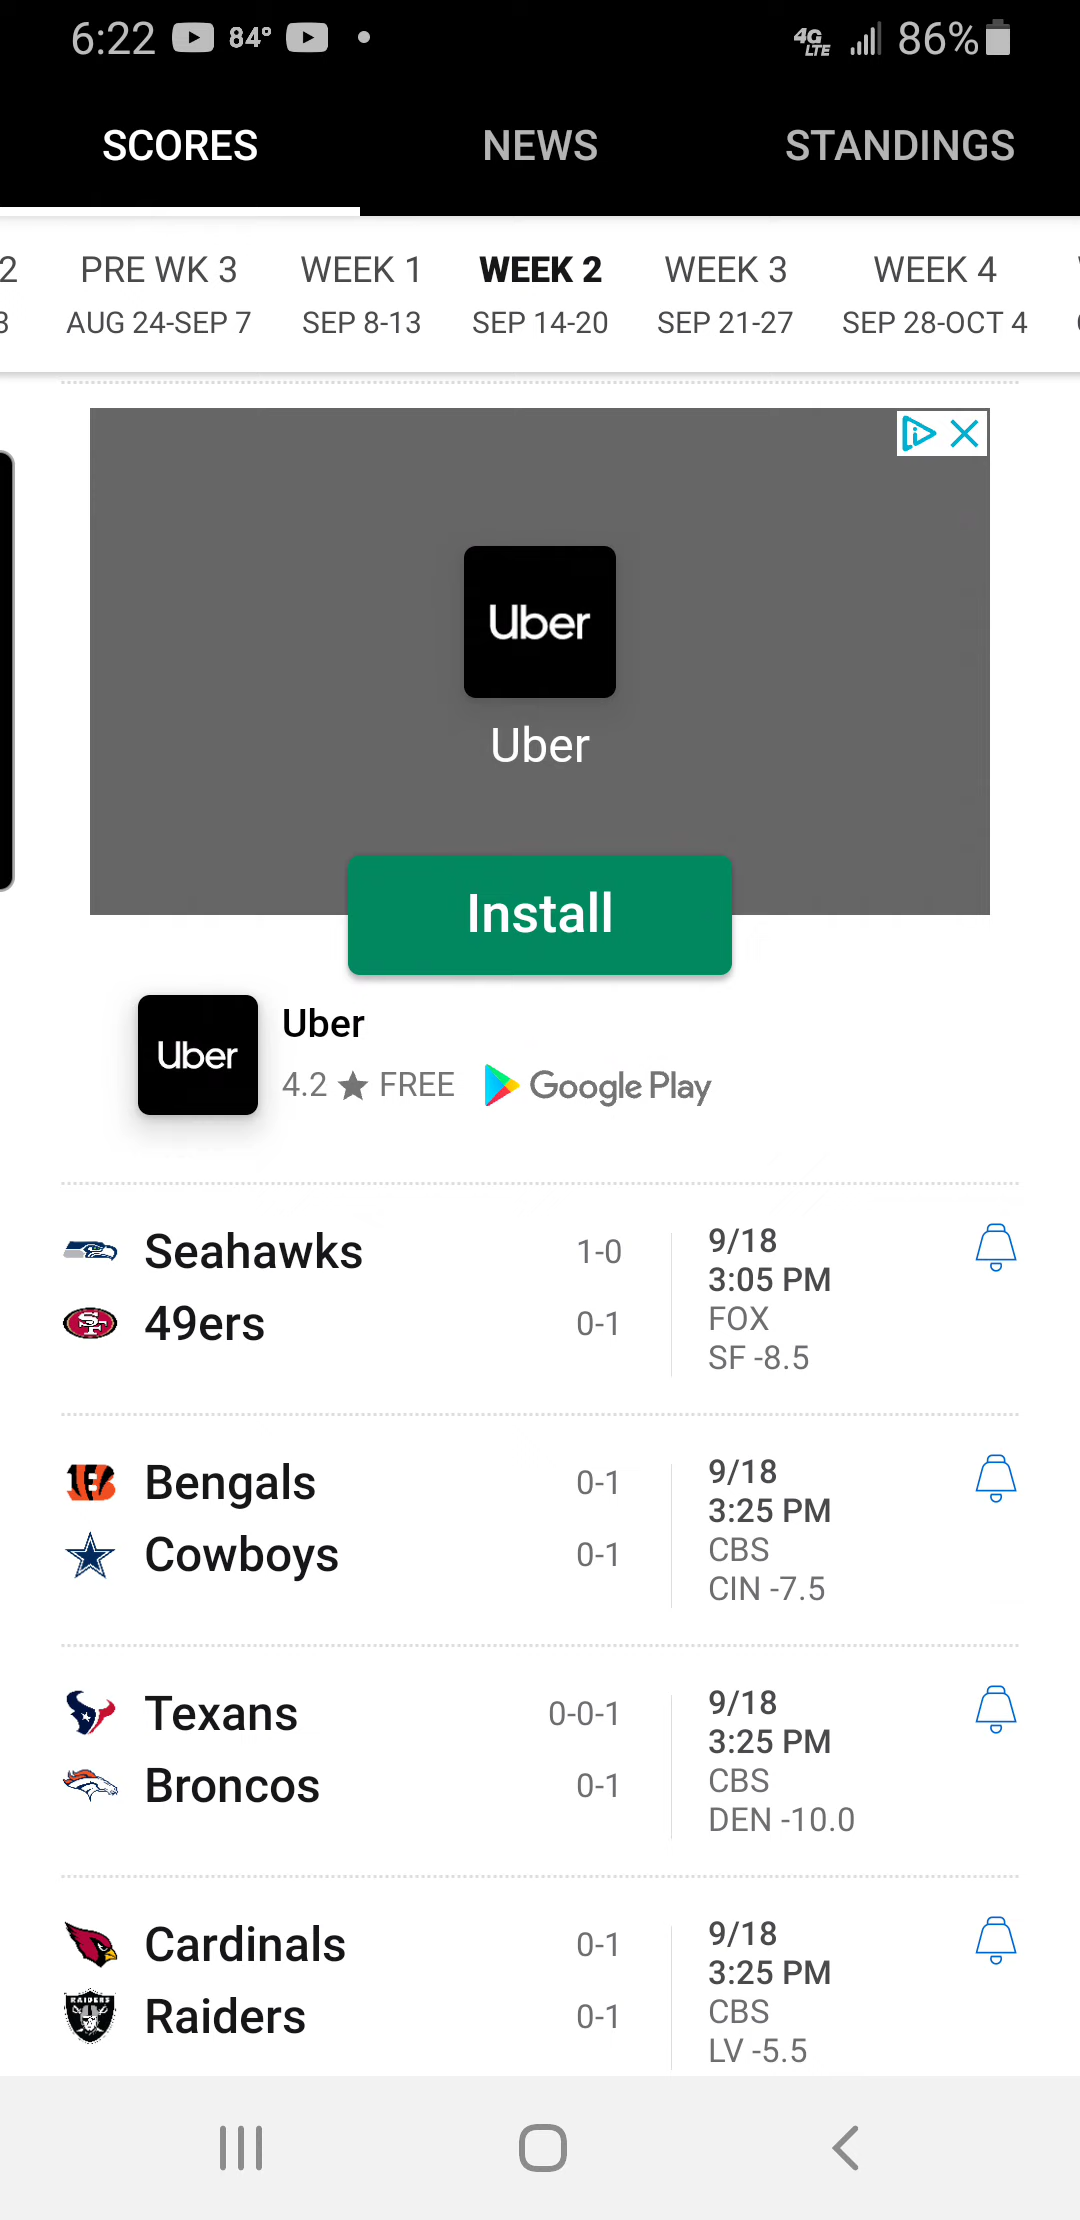 6:22 84° 4G LTE 86%
SCORES NEWS STANDINGS
2 PRE WK 3 WEEK 1 WEEK 2 WEEK 3 WEEK 4
AUG 24-SEP 7 SEP 8-13 SEP 14-20 SEP 21-27 SEP 28-OCT 4
Uber
Uber
Install
Uber
Uber
4.2 ★ FREE Google Play
Seahawks 1-0
49ers 0-1
9/18
3:05 PM
FOX
SF -8.5
Bengals 0-1
Cowboys 0-1
9/18
3:25 PM
CBS
CIN -7.5
Texans 0-0-1
Broncos 0-1
9/18
3:25 PM
CBS
DEN -10.0
Cardinals 0-1
RAIDERS
Raiders 0-1
9/18
3:25 PM
CBS
LV -5.5